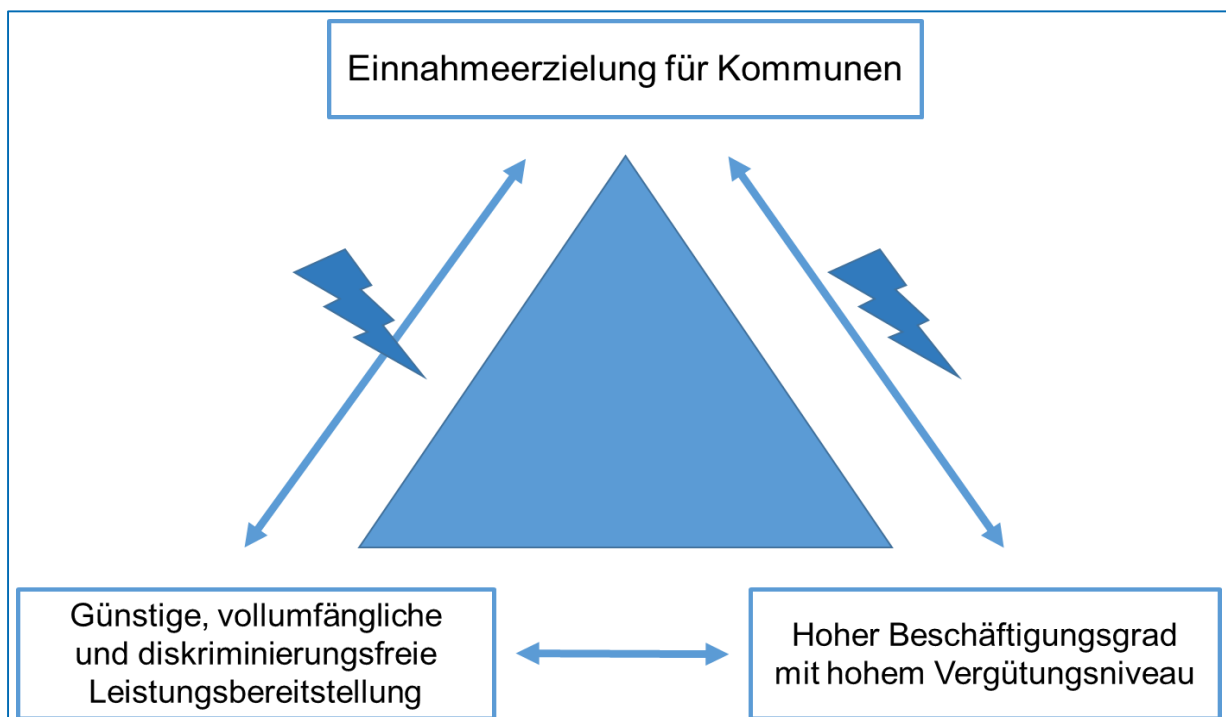 Einnahmeerzielung für Kommunen
Günstige, vollumfängliche
und diskriminierungsfreie
Leistungsbereitstellung
Hoher Beschäftigungsgrad
mit hohem Vergütungsniveau